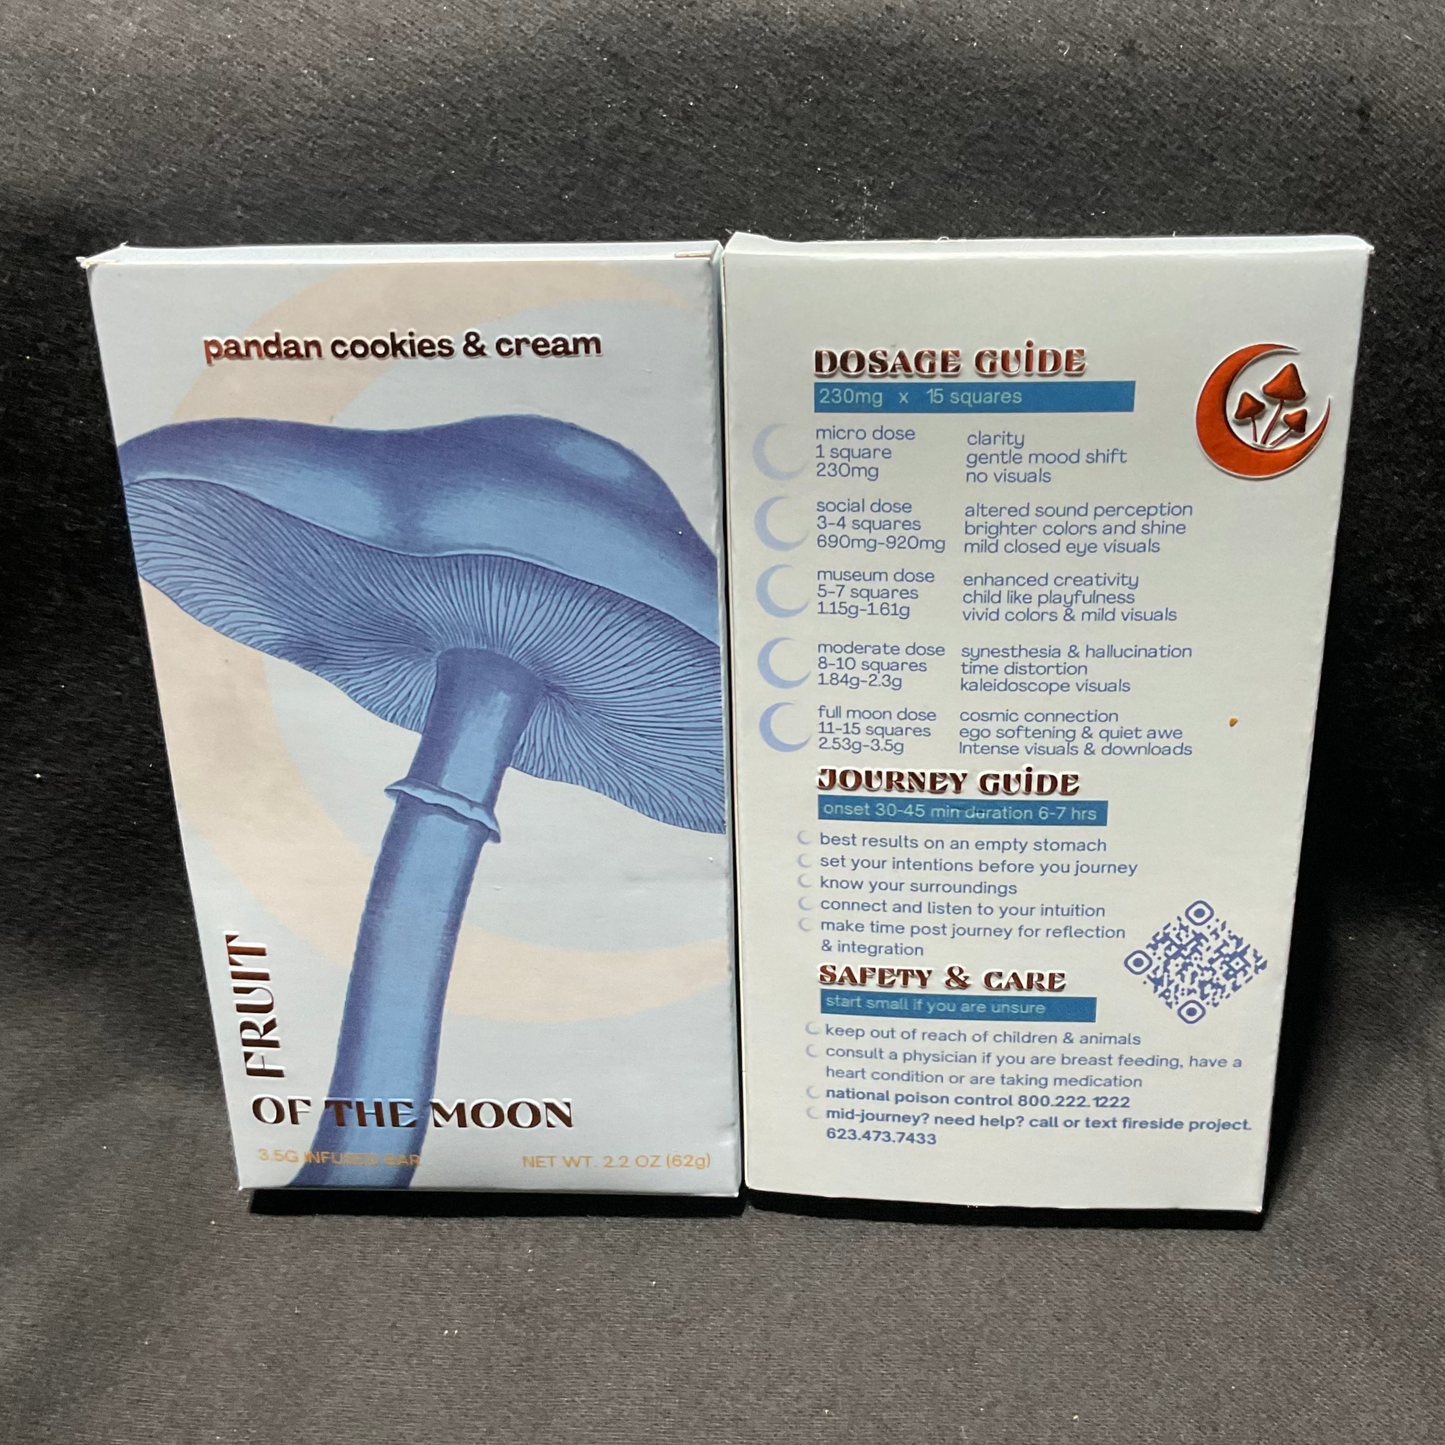 pandan cookies & cream
FRUIT
OF THE MOON
3.5G INFUSED BAR
NET WT. 2.2 OZ (62g)
DOSAGE GUIDE
230mg x 15 squares
micro dose
1 square
230mg
clarity
gentle mood shift
no visuals
social dose
3-4 squares
690mg-920mg
altered sound perception
brighter colors and shine
mild closed eye visuals
museum dose
5-7 squares
1.15g-1.61g
enhanced creativity
child like playfulness
vivid colors & mild visuals
moderate dose
8-10 squares
1.84g-2.3g
synesthesia & hallucination
time distortion
kaleidoscope visuals
full moon dose
11-15 squares
2.53g-3.5g
cosmic connection
ego softening & quiet awe
Intense visuals & downloads
JOURNEY GUIDE
onset 30-45 min duration 6-7 hrs
best results on an empty stomach
set your intentions before you journey
know your surroundings
connect and listen to your intuition
make time post journey for reflection
& integration
SAFETY & CARE
start small if you are unsure
keep out of reach of children & animals
consult a physician if you are breast feeding, have a
heart condition or are taking medication
national poison control 800.222.1222
mid-journey? need help? call or text fireside project.
623.473.7433